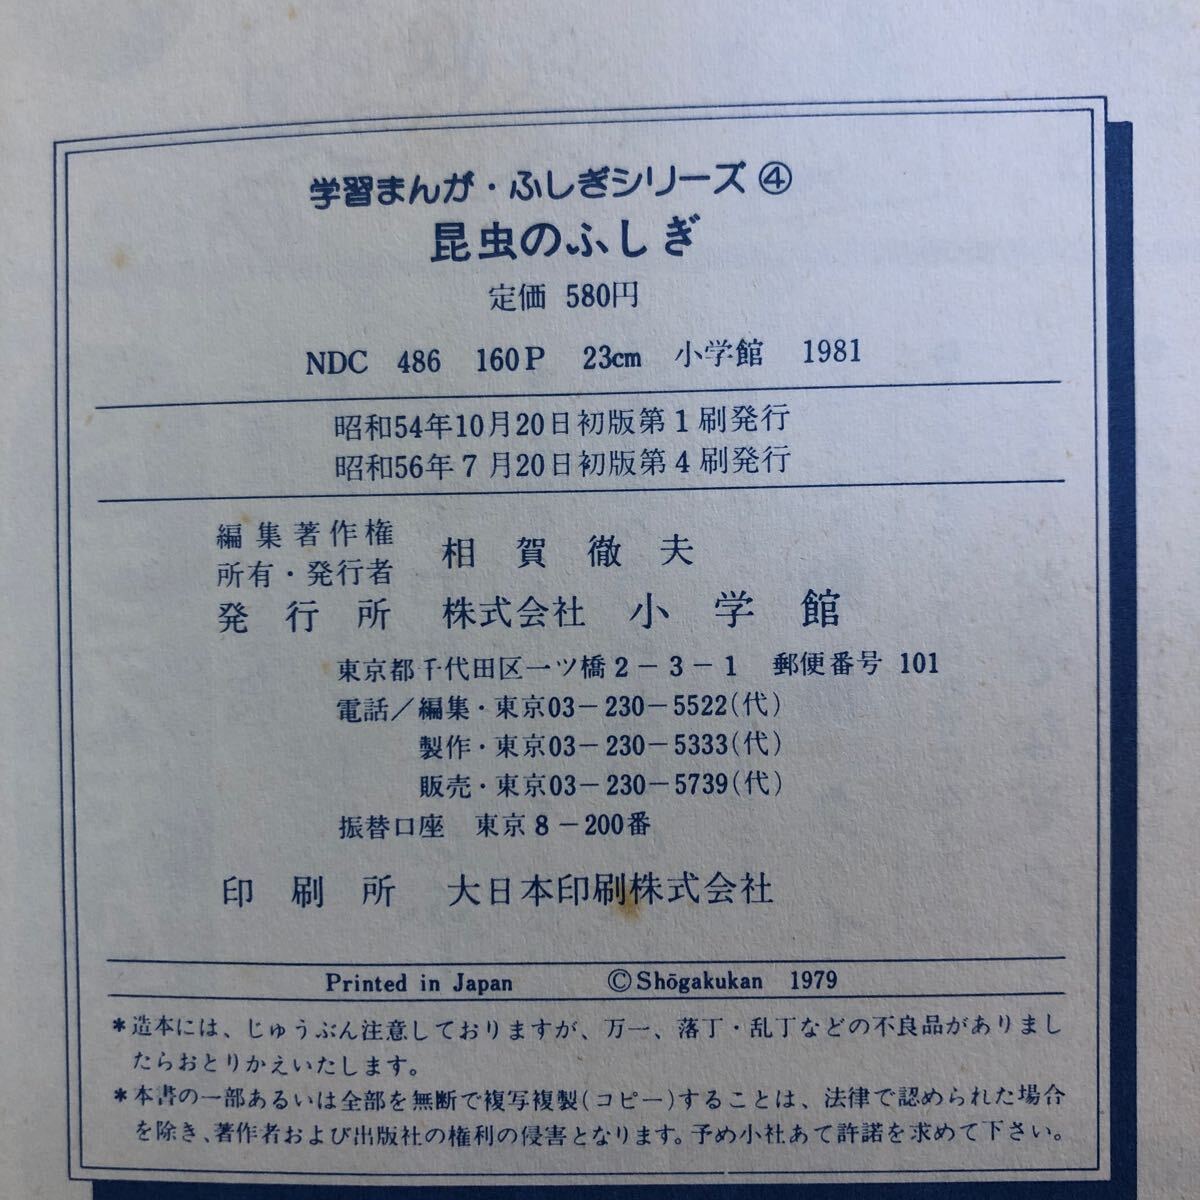 学習まんが・ふしぎシリーズ④
昆虫のふしぎ
定価 580円
NDC 486 160P 23cm 小学館 1981
昭和54年10月20日初版第1刷発行
昭和56年7月20日初版第4刷発行
編集著作権
所有・発行者 相賀徹夫
発行所 株式会社 小学館
東京都千代田区一ツ橋2-3-1 郵便番号 101
電話/編集・東京03-230-5522(代)
製作・東京03-230-5333(代)
販売・東京03-230-5739(代)
振替口座 東京8-200番
印刷所 大日本印刷株式会社
Printed in Japan ©Shōgakukan 1979
*造本には、じゅうぶん注意しておりますが、万一、落丁・乱丁などの不良品がありまし
たらおとりかえいたします。
*本書の一部あるいは全部を無断で複写複製(コピー)することは、法律で認められた場合
を除き、著作者および出版社の権利の侵害となります。予め小社あて許諾を求めて下さい。